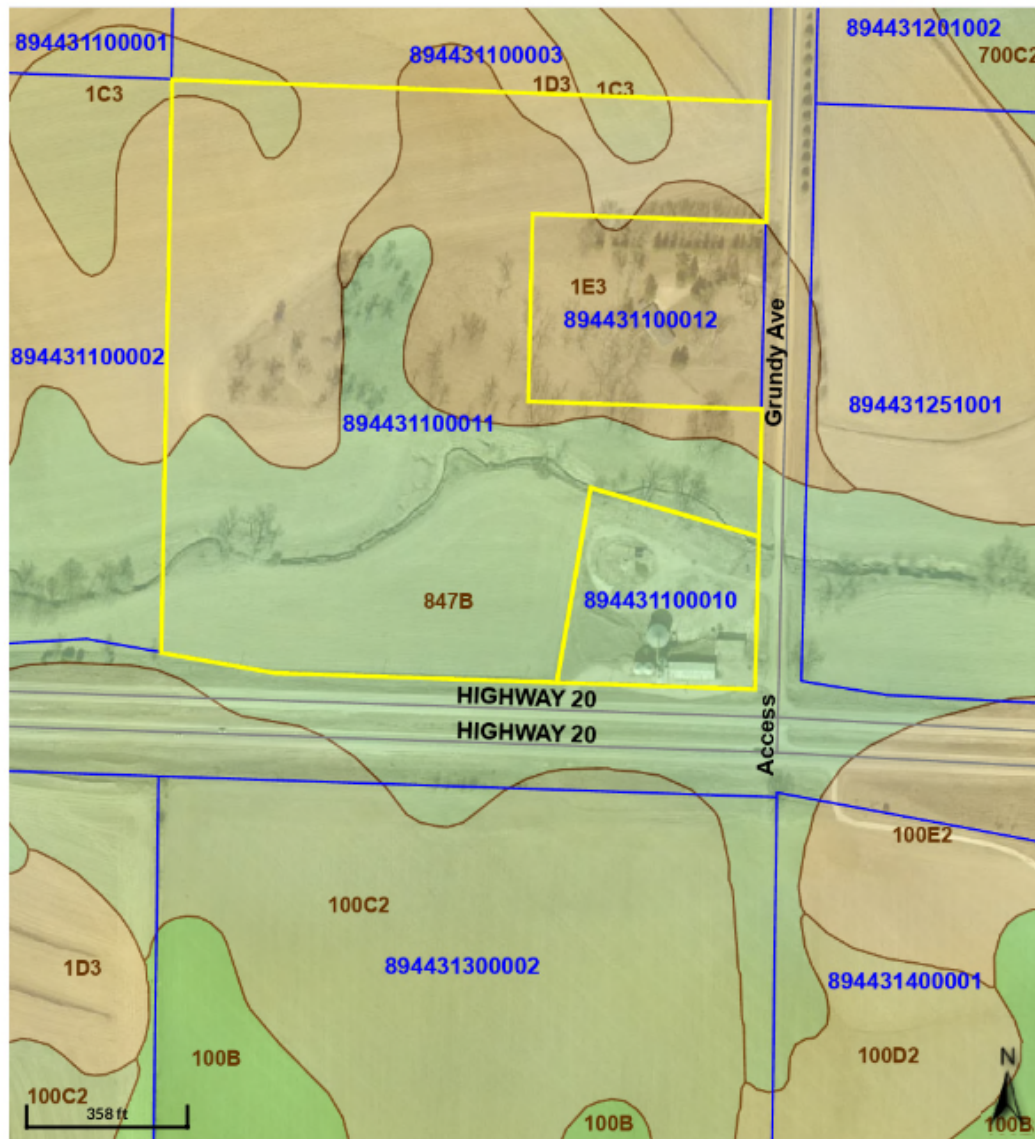 894431100001
894431100003
894431201002
700C2
1C3
1D3
1C3
1E3
894431100012
894431100002
Grundy Ave
894431251001
894431100011
847B
894431100010
HIGHWAY 20
HIGHWAY 20
Access
100E2
100C2
1D3
894431300002
894431400001
100B
100D2
N
100C2
358 ft
100B